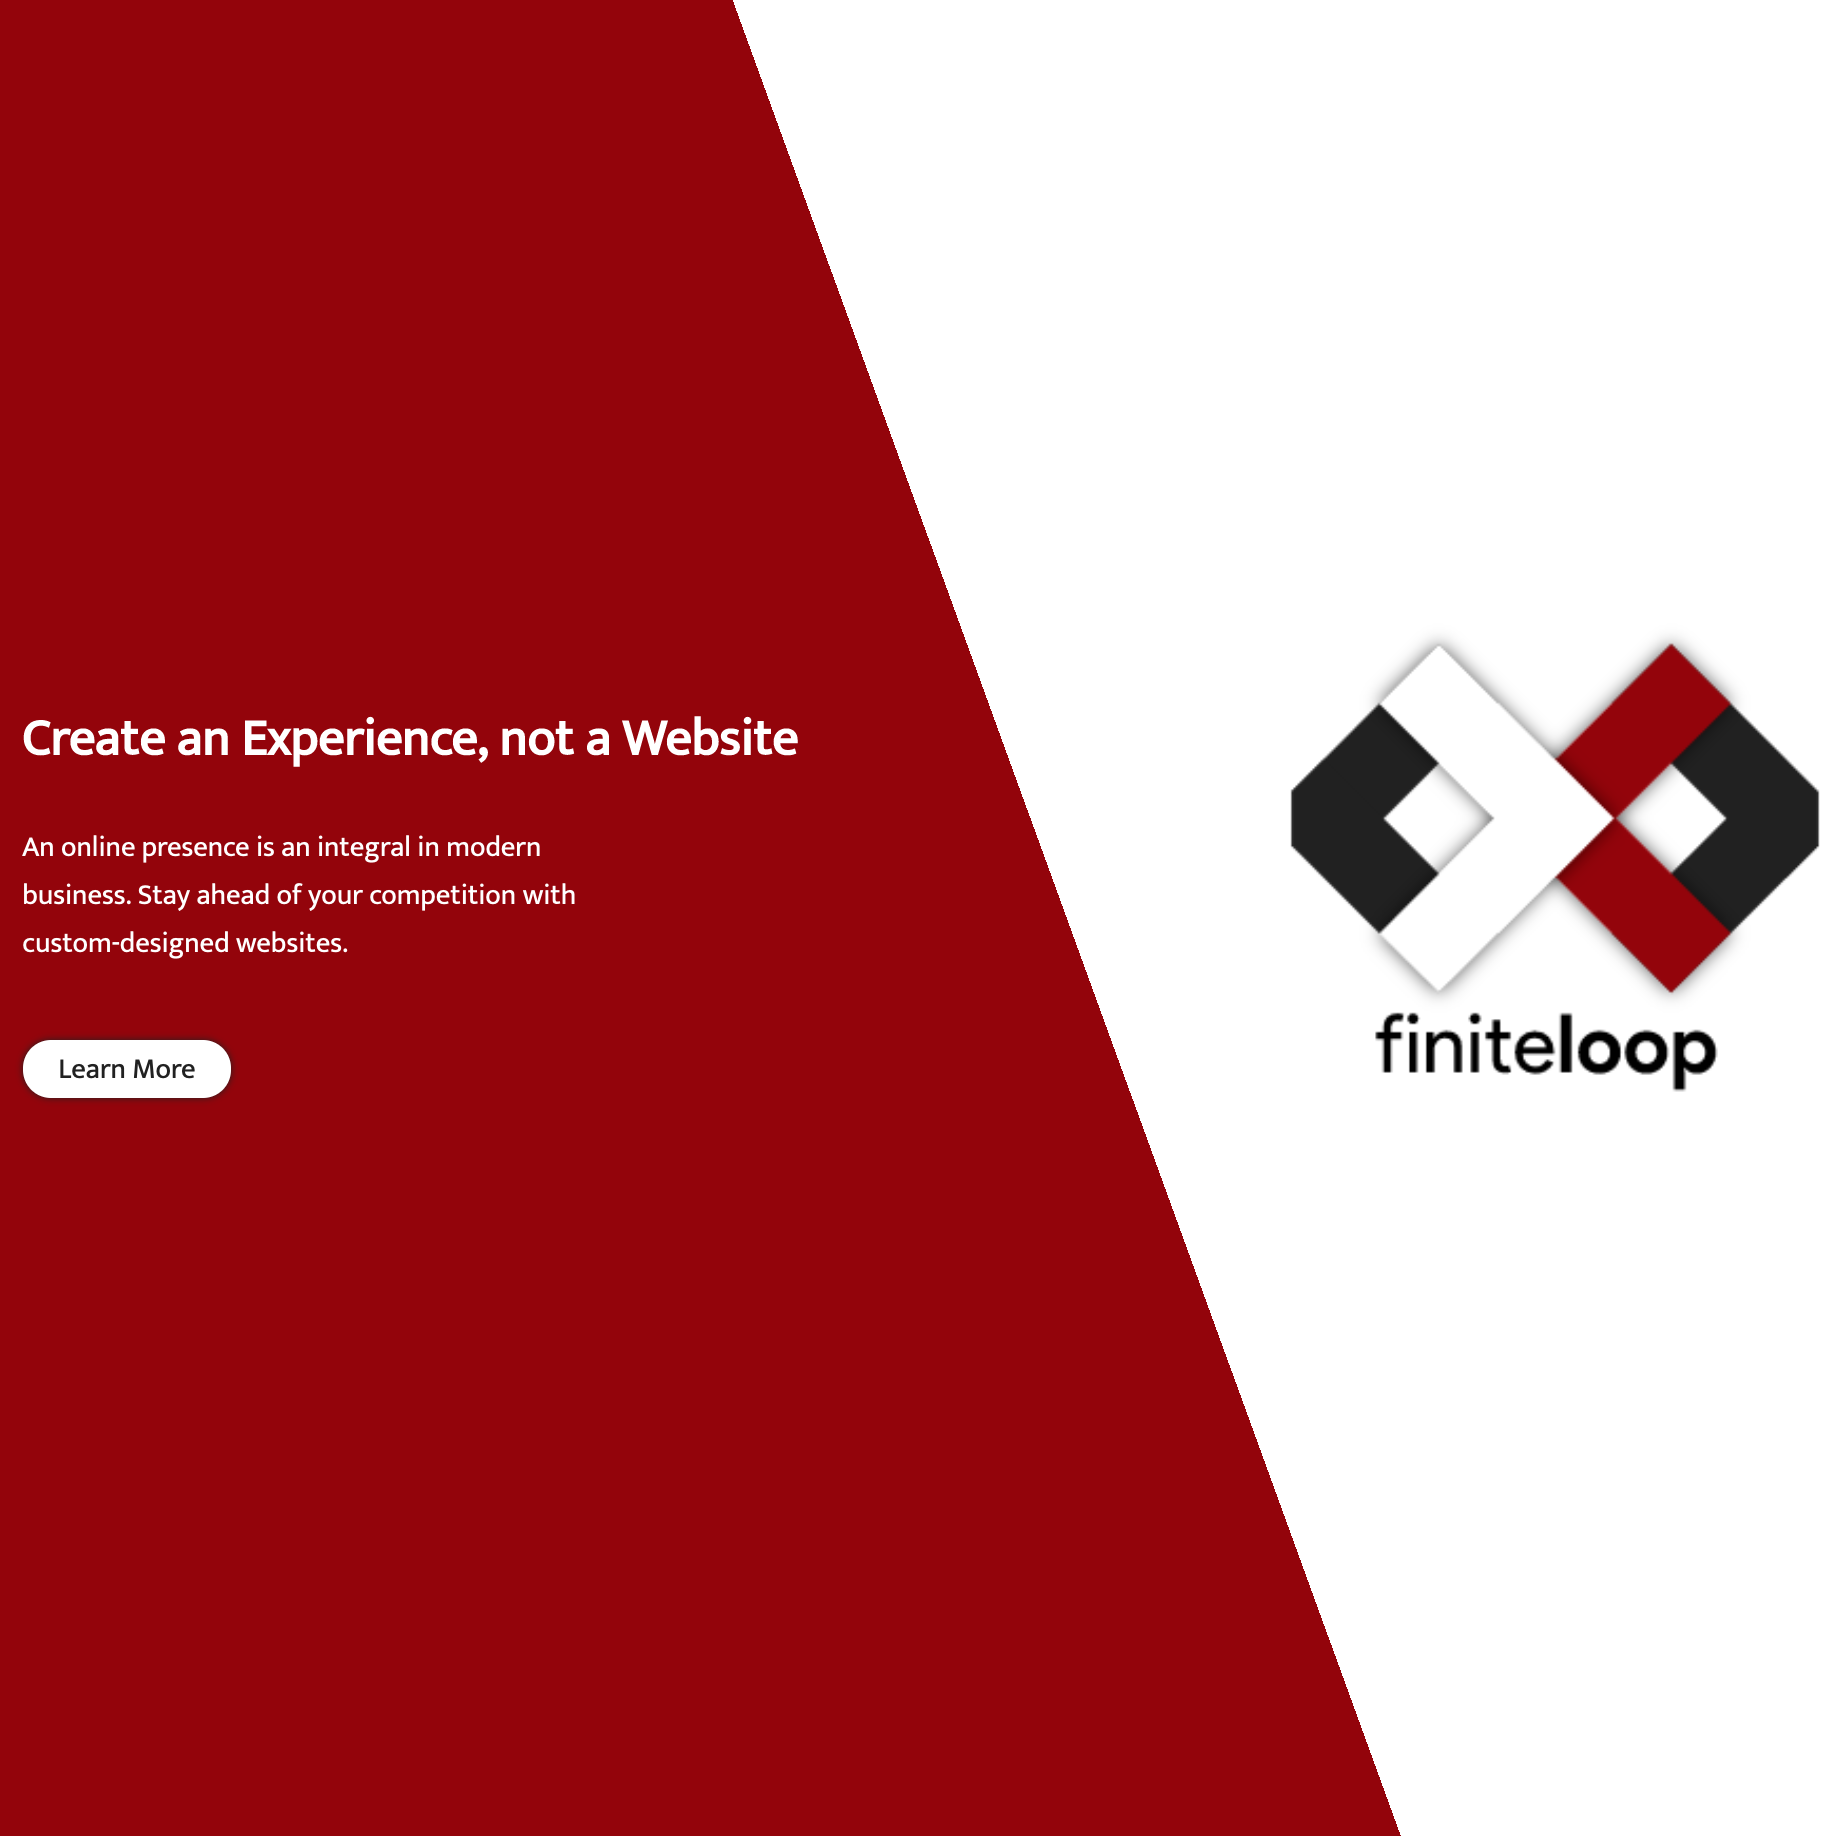 Create an Experience, not a Website
An online presence is an integral in modern
business. Stay ahead of your competition with
custom-designed websites.
Learn More
finiteloop